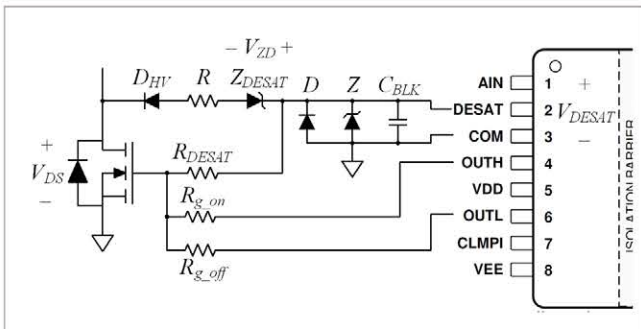 − V_ZD +
D_HV R Z_DESAT D Z C_BLK
AIN 1 +
DESAT 2 V_DESAT
COM 3 −
OUTH 4
VDD 5
OUTL 6
CLMPI 7
VEE 8
ISOLATION BARRIER
+
V_DS
−
R_DESAT
R_g_on
R_g_off